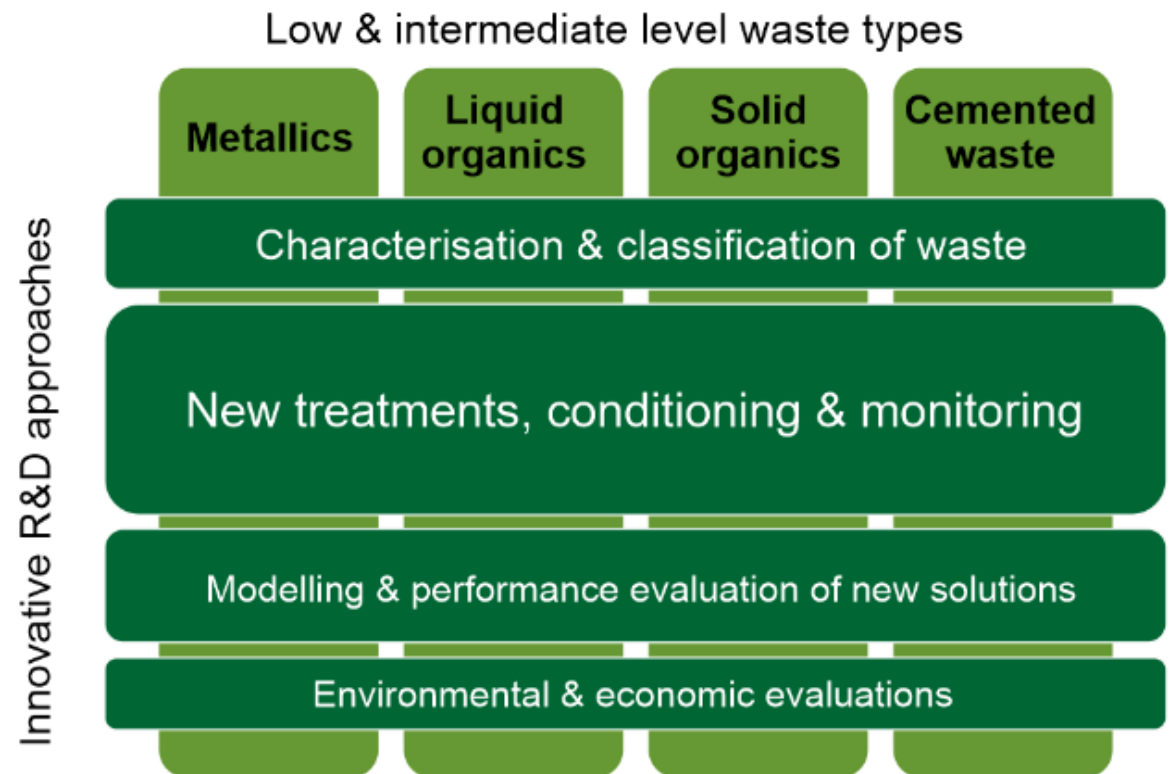 Low & intermediate level waste types
Metallics
Liquid
organics
Solid
organics
Cemented
waste
Innovative R&D approaches
Characterisation & classification of waste
New treatments, conditioning & monitoring
Modelling & performance evaluation of new solutions
Environmental & economic evaluations